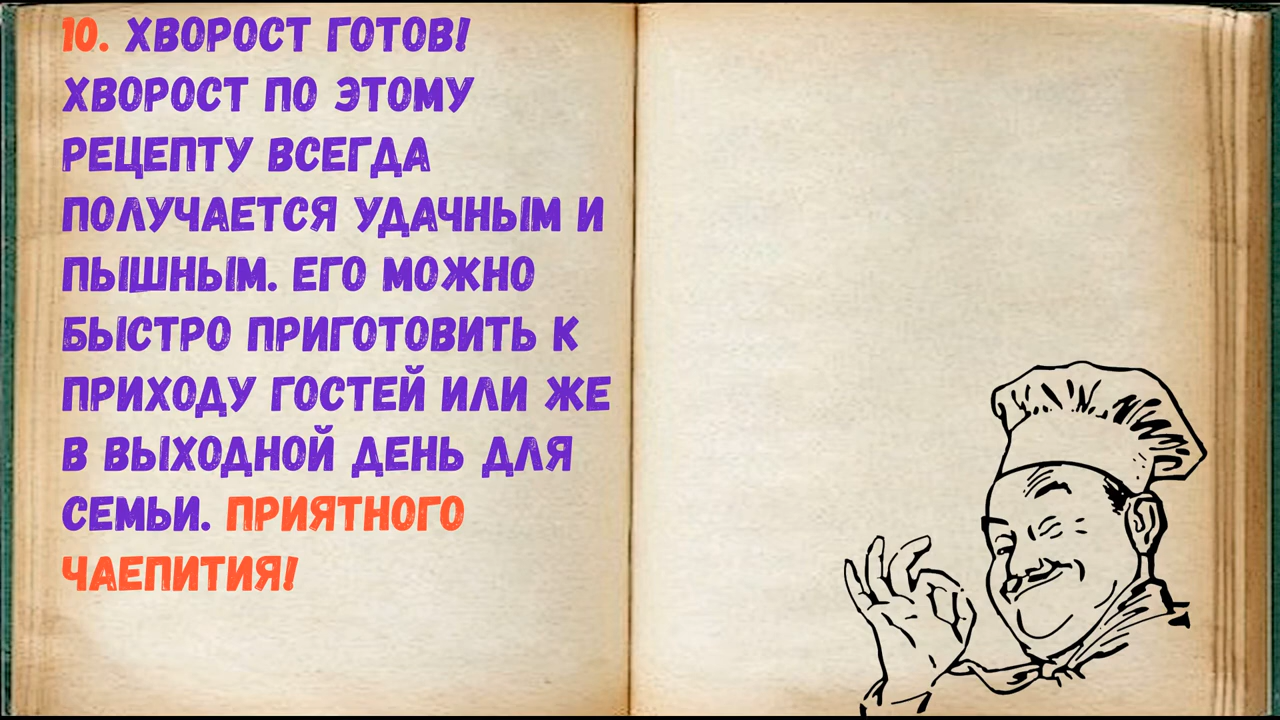 10. ХВОРОСТ ГОТОВ!
ХВОРОСТ ПО ЭТОМУ
РЕЦЕПТУ ВСЕГДА
ПОЛУЧАЕТСЯ УДАЧНЫМ И
ПЫШНЫМ. ЕГО МОЖНО
БЫСТРО ПРИГОТОВИТЬ К
ПРИХОДУ ГОСТЕЙ ИЛИ ЖЕ
В ВЫХОДНОЙ ДЕНЬ ДЛЯ
СЕМЬИ. ПРИЯТНОГО
ЧАЕПИТИЯ!